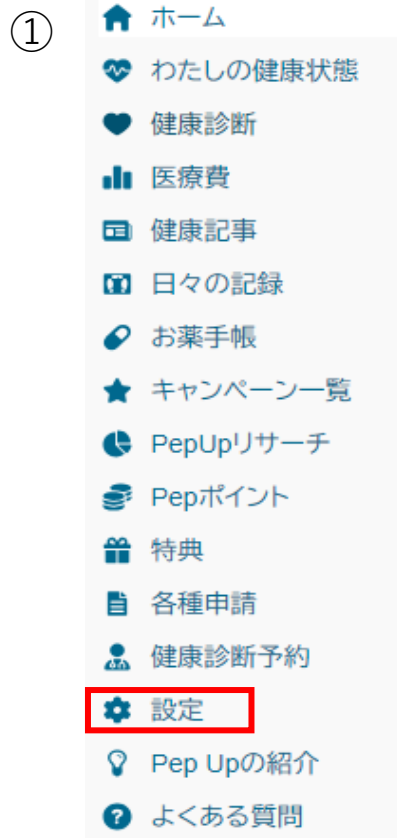 ①
ホーム
わたしの健康状態
健康診断
医療費
健康記事
日々の記録
お薬手帳
キャンペーン一覧
PepUpリサーチ
Pepポイント
特典
各種申請
健康診断予約
設定
Pep Upの紹介
よくある質問